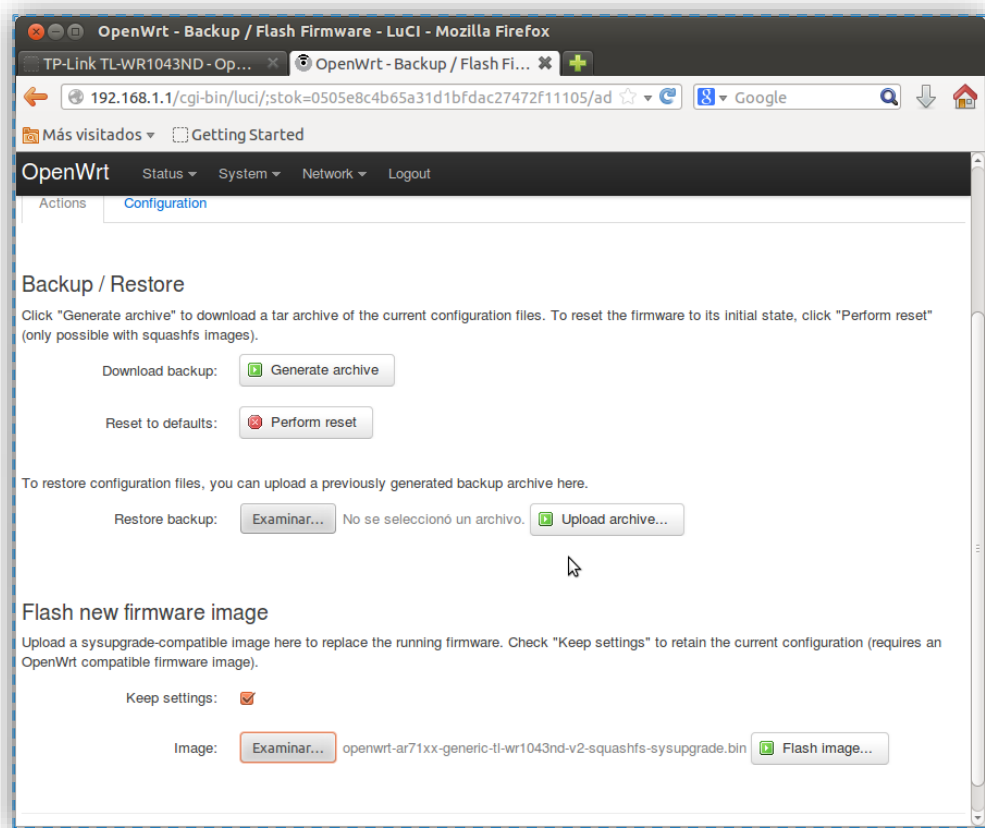 OpenWrt - Backup / Flash Firmware - LuCI - Mozilla Firefox
TP-Link TL-WR1043ND - Op... OpenWrt - Backup / Flash Fi...
192.168.1.1/cgi-bin/luci/;stok=0505e8c4b65a31d1bfdac27472f11105/ad Google
Más visitados Getting Started
OpenWrt Status System Network Logout
Actions Configuration
Backup / Restore
Click "Generate archive" to download a tar archive of the current configuration files. To reset the firmware to its initial state, click "Perform reset"
(only possible with squashfs images).
Download backup: Generate archive
Reset to defaults: Perform reset
To restore configuration files, you can upload a previously generated backup archive here.
Restore backup: Examinar... No se seleccionó un archivo. Upload archive...
Flash new firmware image
Upload a sysupgrade-compatible image here to replace the running firmware. Check "Keep settings" to retain the current configuration (requires an
OpenWrt compatible firmware image).
Keep settings:
Image: Examinar... openwrt-ar71xx-generic-tl-wr1043nd-v2-squashfs-sysupgrade.bin Flash image...